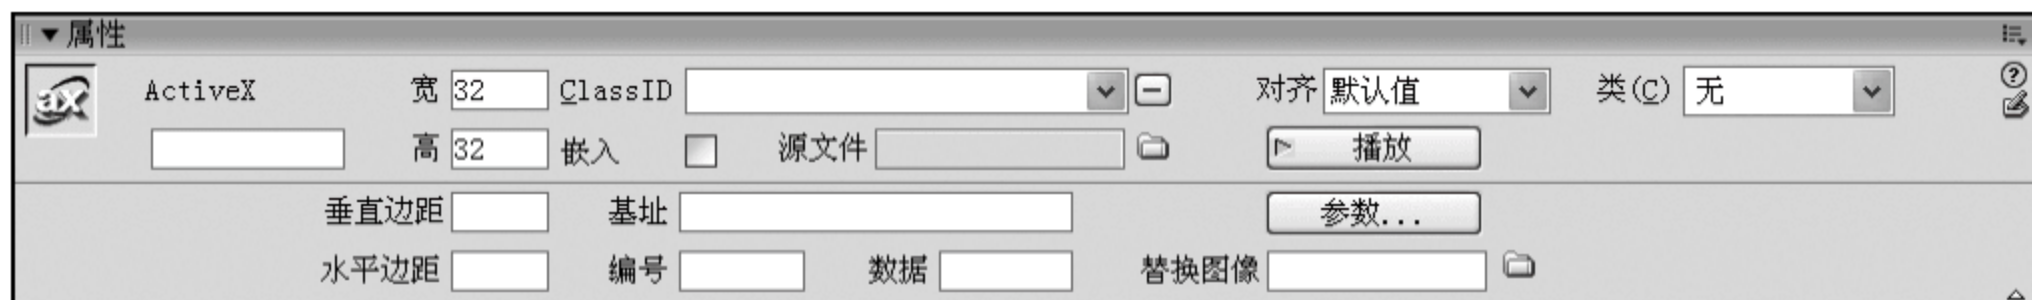 属性
ActiveX 宽 32 ClassID 对齐 默认值 类(C) 无
高 32 嵌入 源文件 播放
垂直边距 基址 参数...
水平边距 编号 数据 替换图像